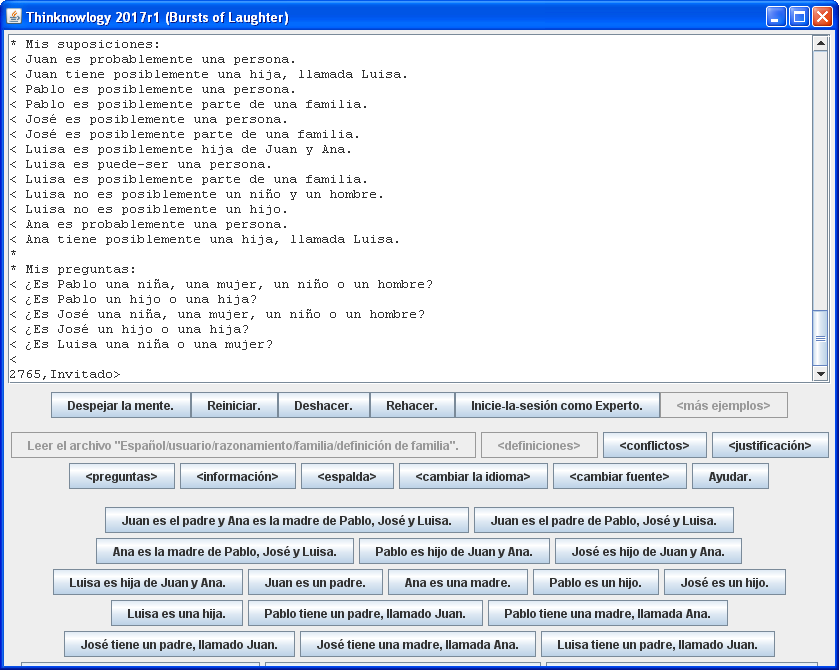 Thinknowlogy 2017r1 (Bursts of Laughter)
* Mis suposiciones:
< Juan es probablemente una persona.
< Juan tiene posiblemente una hija, llamada Luisa.
< Pablo es posiblemente una persona.
< Pablo es posiblemente parte de una familia.
< José es posiblemente una persona.
< José es posiblemente parte de una familia.
< Luisa es posiblemente hija de Juan y Ana.
< Luisa es puede-ser una persona.
< Luisa es posiblemente parte de una familia.
< Luisa no es posiblemente un niño y un hombre.
< Luisa no es posiblemente un hijo.
< Ana es probablemente una persona.
< Ana tiene posiblemente una hija, llamada Luisa.
*
* Mis preguntas:
< ¿Es Pablo una niña, una mujer, un niño o un hombre?
< ¿Es Pablo un hijo o una hija?
< ¿Es José una niña, una mujer, un niño o un hombre?
< ¿Es José un hijo o una hija?
< ¿Es Luisa una niña o una mujer?
<
2765,Invitado>
Despejar la mente. Reiniciar. Deshacer. Rehacer. Inicie-la-sesión como Experto. <más ejemplos>
Leer el archivo "Español/usuario/razonamiento/familia/definición de familia". <definiciones> <conflictos> <justificación>
<preguntas> <información> <espalda> <cambiar la idioma> <cambiar fuente> Ayudar.
Juan es el padre y Ana es la madre de Pablo, José y Luisa. Juan es el padre de Pablo, José y Luisa.
Ana es la madre de Pablo, José y Luisa. Pablo es hijo de Juan y Ana. José es hijo de Juan y Ana.
Luisa es hija de Juan y Ana. Juan es un padre. Ana es una madre. Pablo es un hijo. José es un hijo.
Luisa es una hija. Pablo tiene un padre, llamado Juan. Pablo tiene una madre, llamada Ana.
José tiene un padre, llamado Juan. José tiene una madre, llamada Ana. Luisa tiene un padre, llamado Juan.